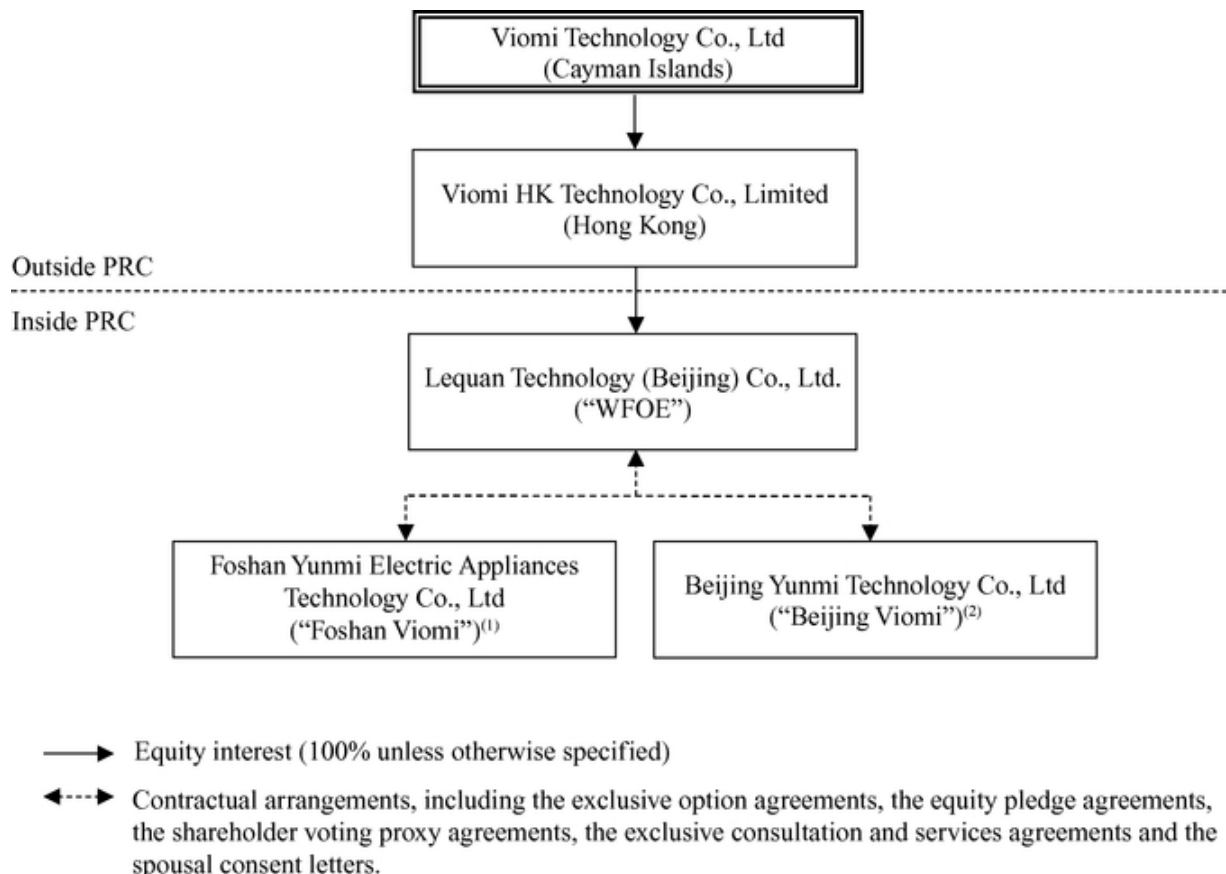 Viomi Technology Co., Ltd
(Cayman Islands)
Viomi HK Technology Co., Limited
(Hong Kong)
Outside PRC
Inside PRC
Lequan Technology (Beijing) Co., Ltd.
(“WFOE”)
Foshan Yunmi Electric Appliances
Technology Co., Ltd
(“Foshan Viomi”)(1)
Beijing Yunmi Technology Co., Ltd
(“Beijing Viomi”)(2)
Equity interest (100% unless otherwise specified)
Contractual arrangements, including the exclusive option agreements, the equity pledge agreements,
the shareholder voting proxy agreements, the exclusive consultation and services agreements and the
spousal consent letters.